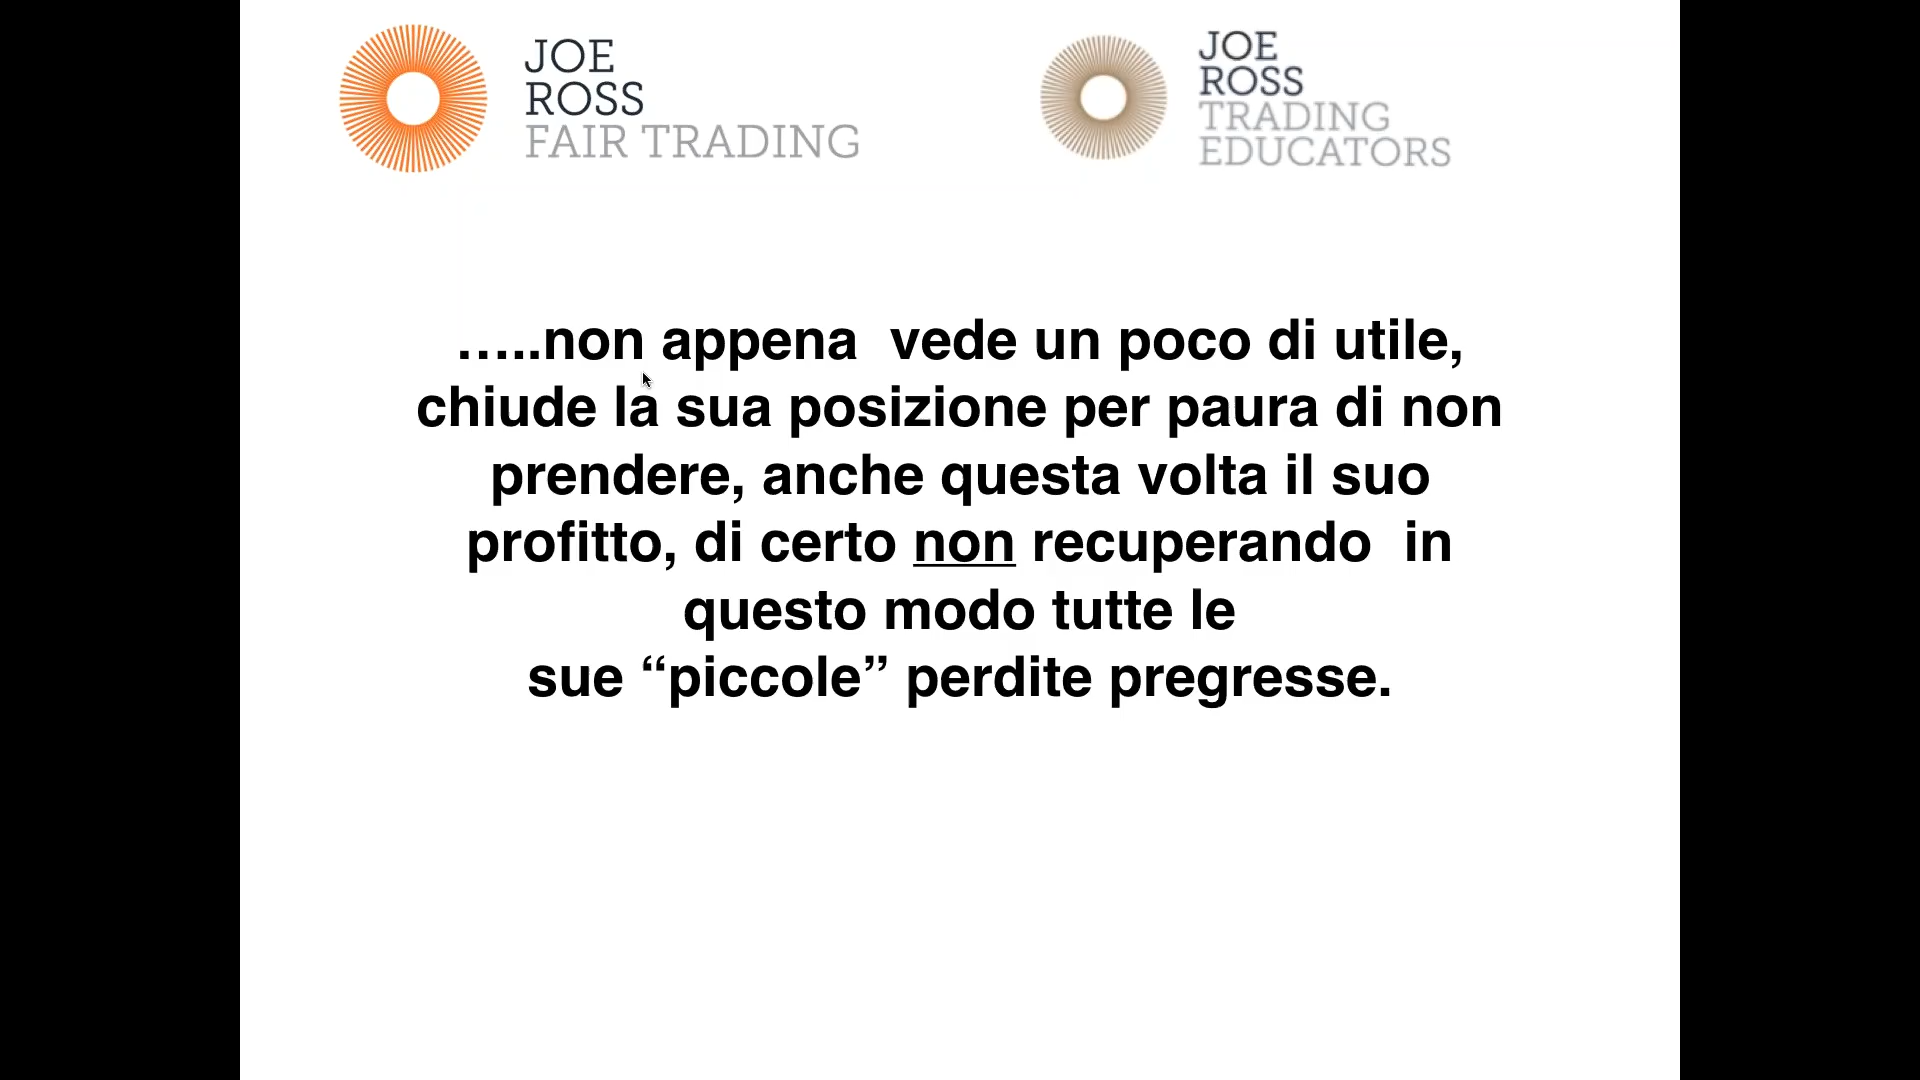 JOE
ROSS
FAIR TRADING
JOE
ROSS
TRADING
EDUCATORS
…..non appena  vede un poco di utile,
chiude la sua posizione per paura di non
prendere, anche questa volta il suo
profitto, di certo non recuperando  in
questo modo tutte le
sue “piccole” perdite pregresse.